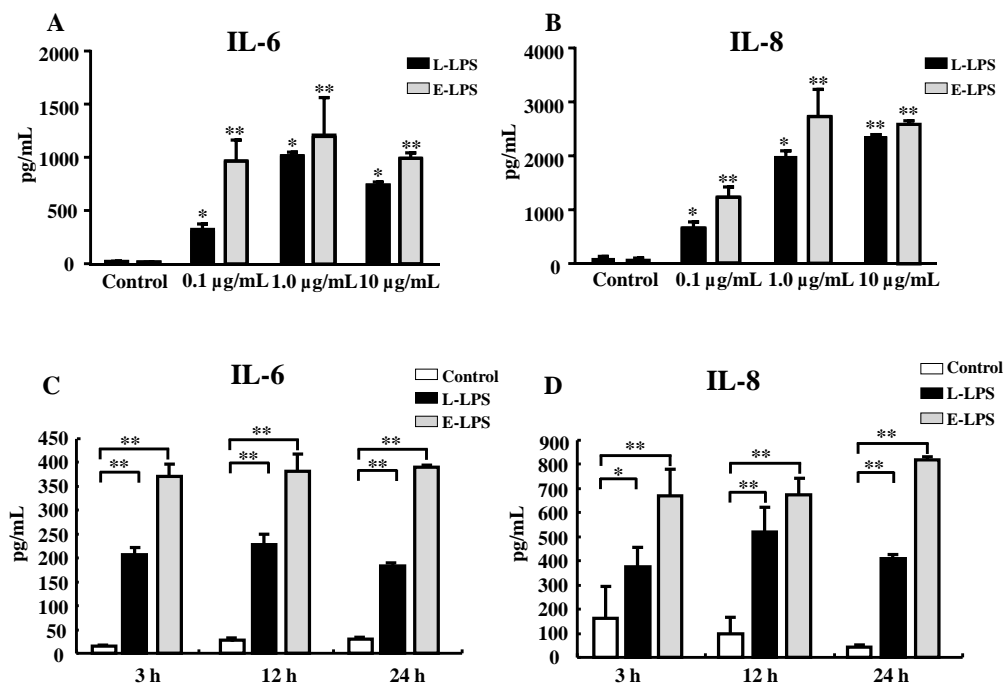 A
IL-6
2000
1500
1000
500
0
pg/mL
L-LPS
E-LPS
*
**
*
**
*
**
Control
0.1 µg/mL
1.0 µg/mL
10 µg/mL
B
IL-8
4000
3000
2000
1000
0
pg/mL
L-LPS
E-LPS
*
**
*
**
**
**
Control
0.1 µg/mL
1.0 µg/mL
10 µg/mL
C
IL-6
Control
L-LPS
E-LPS
450
400
350
300
250
200
150
100
50
0
pg/mL
**
**
**
**
**
**
3 h
12 h
24 h
D
IL-8
Control
L-LPS
E-LPS
900
800
700
600
500
400
300
200
100
0
pg/mL
**
*
**
**
**
**
3 h
12 h
24 h